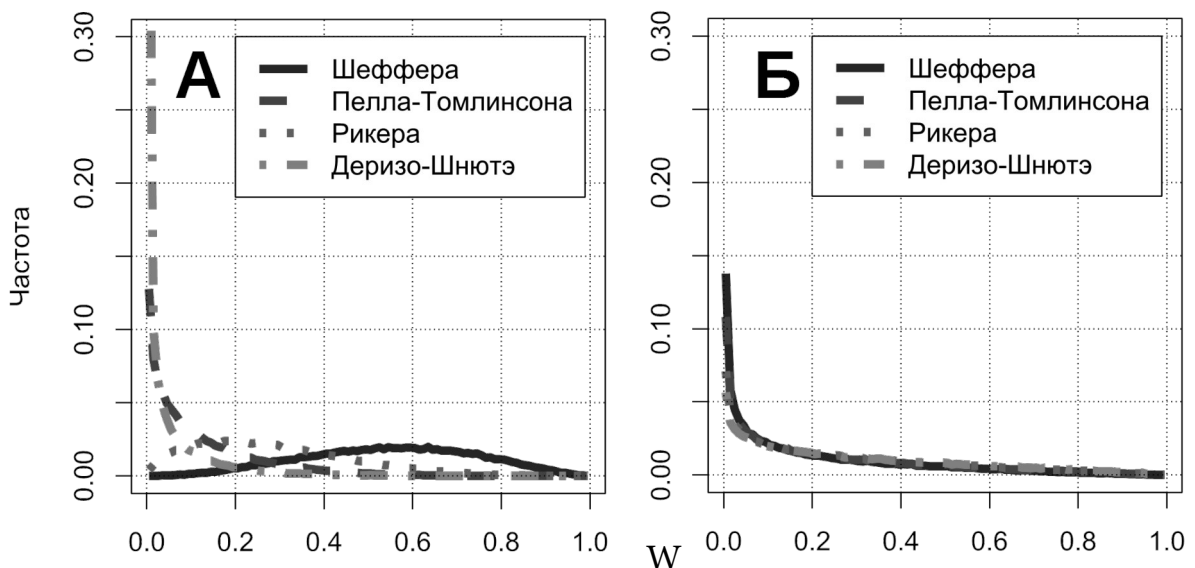 А
Шеффера
Пелла-Томлинсона
Рикера
Деризо-Шнютэ
Частота
0.00
0.10
0.20
0.30
0.0 0.2 0.4 0.6 0.8 1.0
Б
Шеффера
Пелла-Томлинсона
Рикера
Деризо-Шнютэ
0.00
0.10
0.20
0.30
0.0 0.2 0.4 0.6 0.8 1.0
w